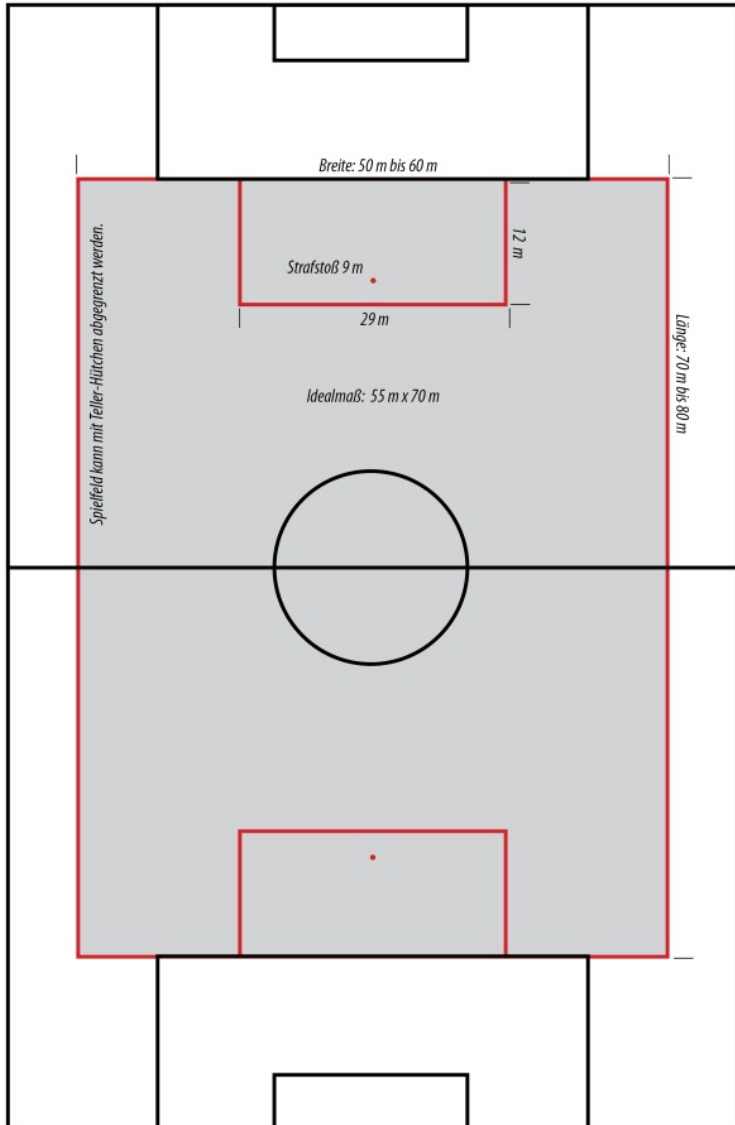 Breite: 50 m bis 60 m
Spielfeld kann mit Teller-Hütchen abgegrenzt werden.
12 m
Strafstoß 9 m
29 m
Länge: 70 m bis 80 m
Idealmaß: 55 m x 70 m